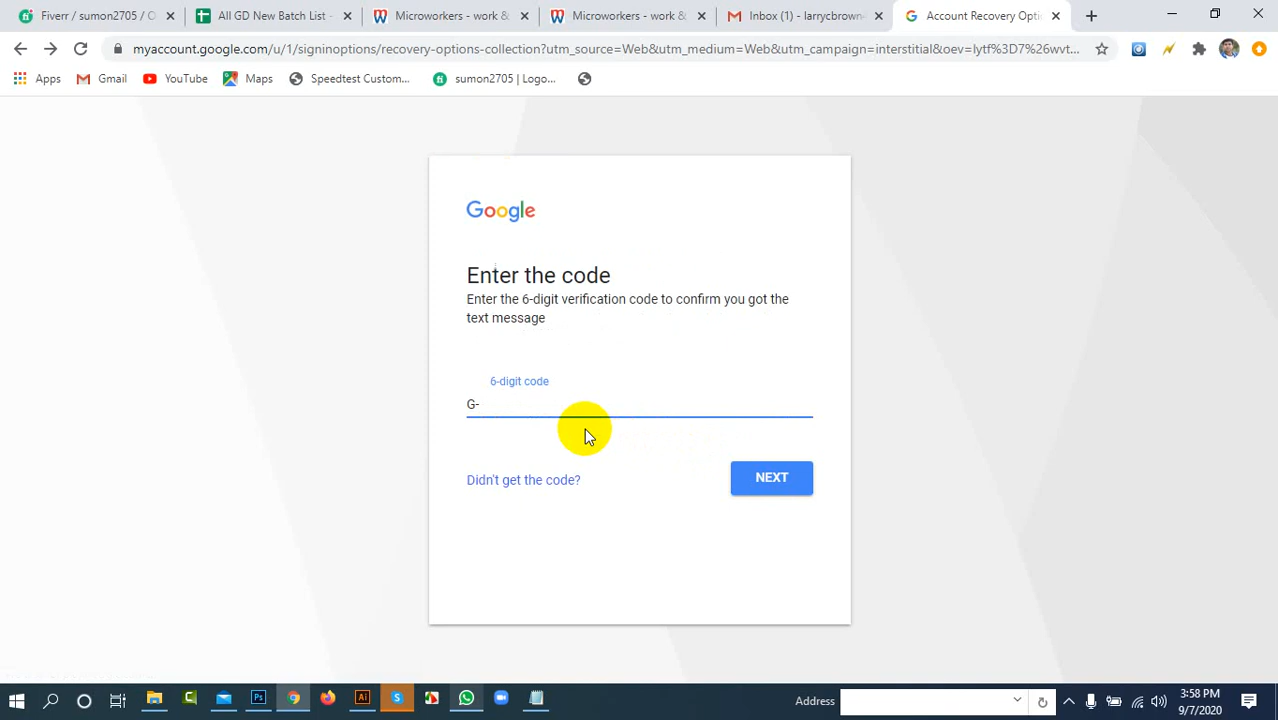 Fiverr / sumon2705 / O
All GD New Batch List -
Microworkers - work &
Microworkers - work &
Inbox (1) - larrycbrown
Account Recovery Opti
myaccount.google.com/u/1/signinoptions/recovery-options-collection?utm_source=Web&utm_medium=Web&utm_campaign=interstitial&oev=lytf%3D7%26wvt...
Apps
Gmail
YouTube
Maps
Speedtest Custom...
fi sumon2705 | Logo...
Google
Enter the code
Enter the 6-digit verification code to confirm you got the
text message
6-digit code
G-
Didn't get the code?
NEXT
Address
3:58 PM
9/7/2020